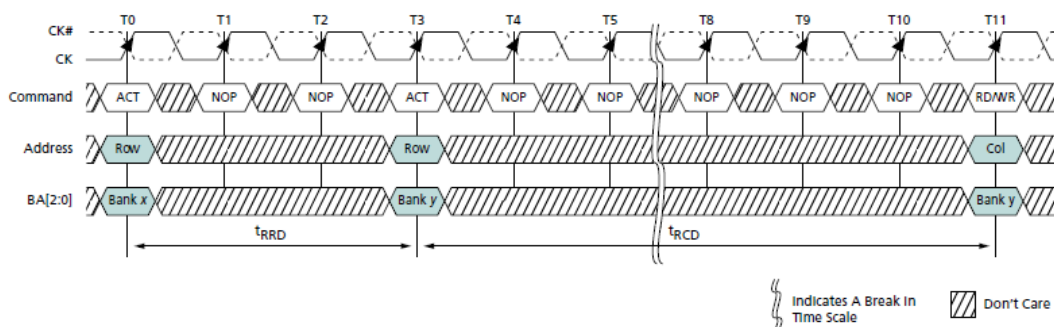 T0 T1 T2 T3 T4 T5 T8 T9 T10 T11
CK#
CK
Command ACT NOP NOP ACT NOP NOP NOP NOP NOP RD/WR
Address Row Row Col
BA[2:0] Bank x Bank y Bank y
tRRD tRCD
Indicates A Break In
Time Scale
Don't Care